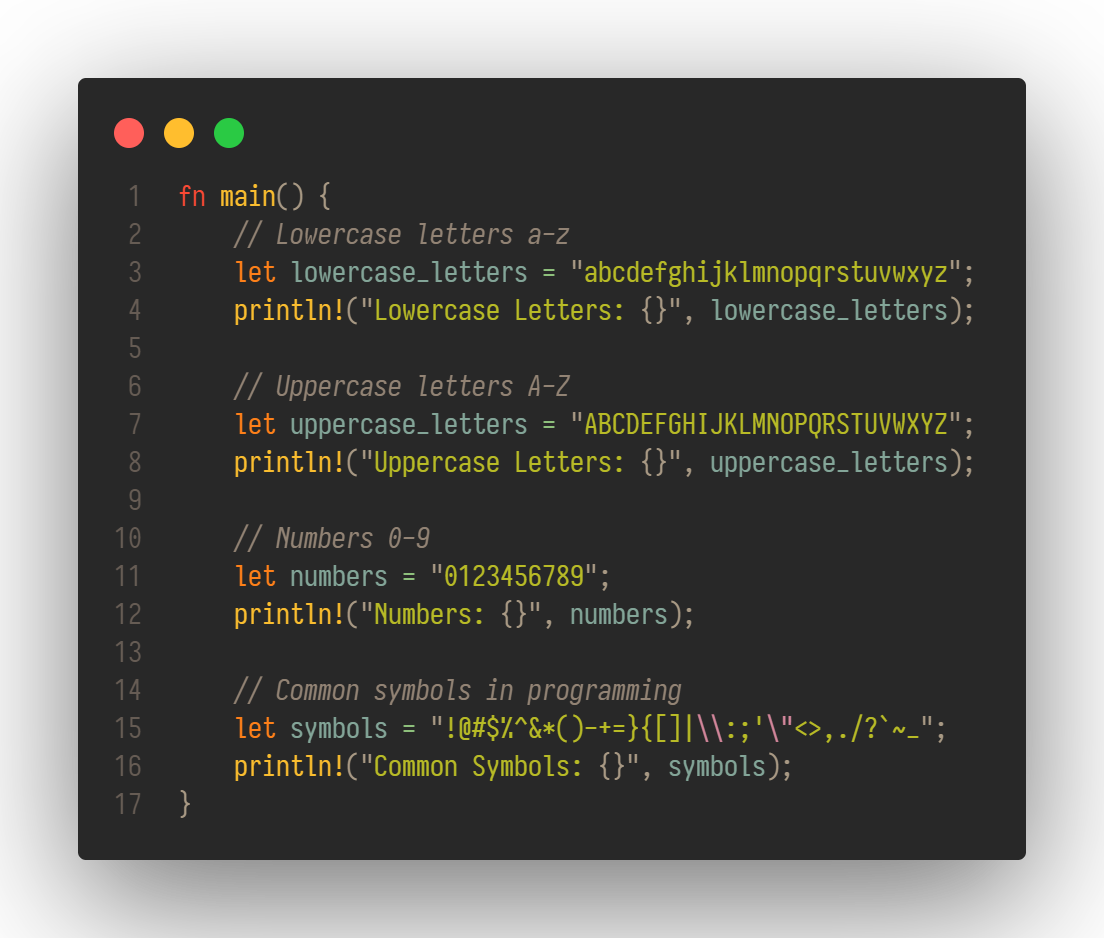 1 fn main() {
2     // Lowercase letters a-z
3     let lowercase_letters = "abcdefghijklmnopqrstuvwxyz";
4     println!("Lowercase Letters: {}", lowercase_letters);
5
6     // Uppercase letters A-Z
7     let uppercase_letters = "ABCDEFGHIJKLMNOPQRSTUVWXYZ";
8     println!("Uppercase Letters: {}", uppercase_letters);
9
10     // Numbers 0-9
11     let numbers = "0123456789";
12     println!("Numbers: {}", numbers);
13
14     // Common symbols in programming
15     let symbols = "!@#$%^&*()-+=}{[]|\\:;'\"<>,./?`~_";
16     println!("Common Symbols: {}", symbols);
17 }